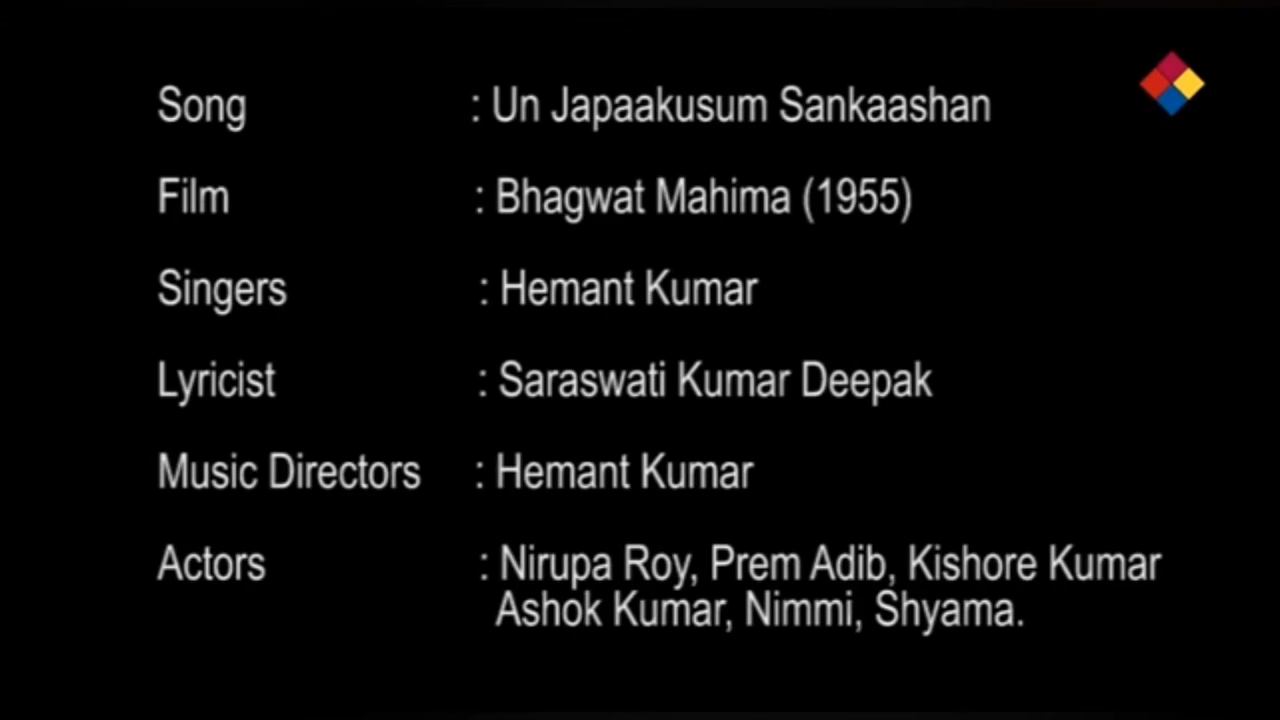 Song : Un Japaakusum Sankaashan
Film : Bhagwat Mahima (1955)
Singers : Hemant Kumar
Lyricist : Saraswati Kumar Deepak
Music Directors : Hemant Kumar
Actors : Nirupa Roy, Prem Adib, Kishore Kumar
Ashok Kumar, Nimmi, Shyama.